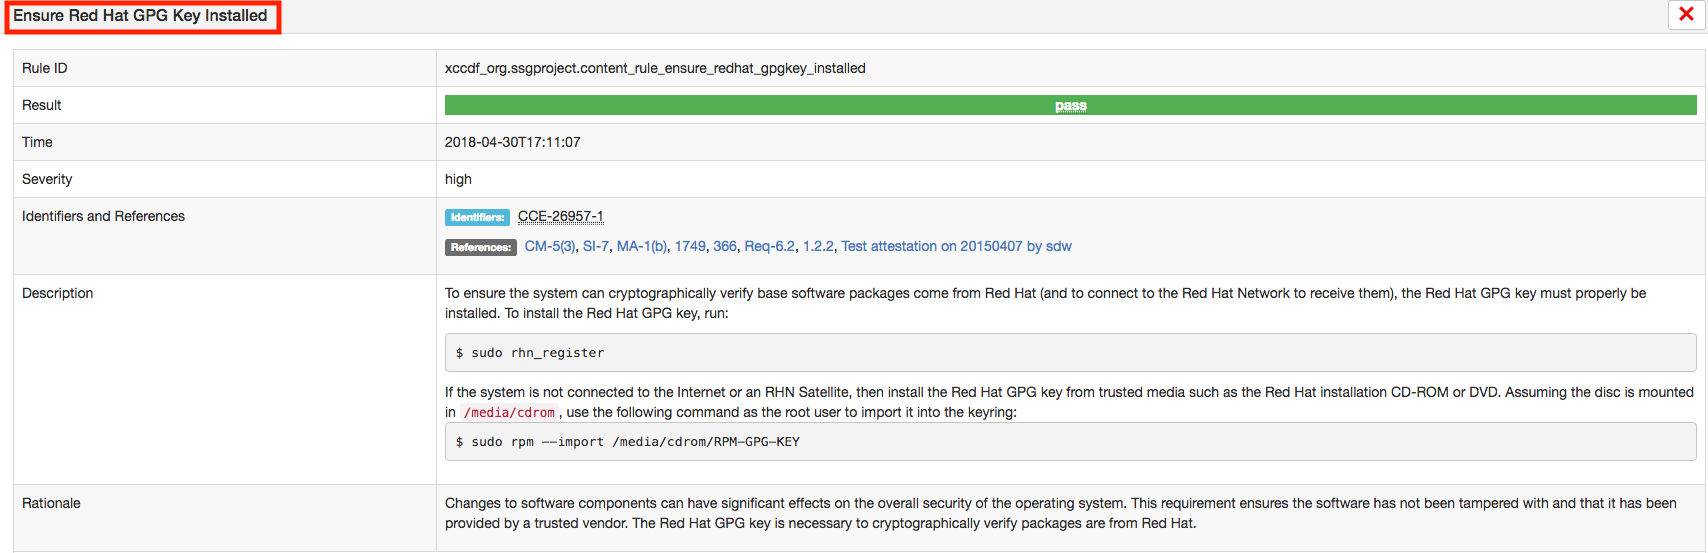 Ensure Red Hat GPG Key Installed
Rule ID
xccdf_org.ssgproject.content_rule_ensure_redhat_gpgkey_installed
Result
pass
Time
2018-04-30T17:11:07
Severity
high
Identifiers and References
Identifiers: CCE-26957-1
References: CM-5(3), SI-7, MA-1(b), 1749, 366, Req-6.2, 1.2.2, Test attestation on 20150407 by sdw
Description
To ensure the system can cryptographically verify base software packages come from Red Hat (and to connect to the Red Hat Network to receive them), the Red Hat GPG key must properly be
installed. To install the Red Hat GPG key, run:
$ sudo rhn_register
If the system is not connected to the Internet or an RHN Satellite, then install the Red Hat GPG key from trusted media such as the Red Hat installation CD-ROM or DVD. Assuming the disc is mounted
in /media/cdrom , use the following command as the root user to import it into the keyring:
$ sudo rpm --import /media/cdrom/RPM-GPG-KEY
Rationale
Changes to software components can have significant effects on the overall security of the operating system. This requirement ensures the software has not been tampered with and that it has been
provided by a trusted vendor. The Red Hat GPG key is necessary to cryptographically verify packages are from Red Hat.